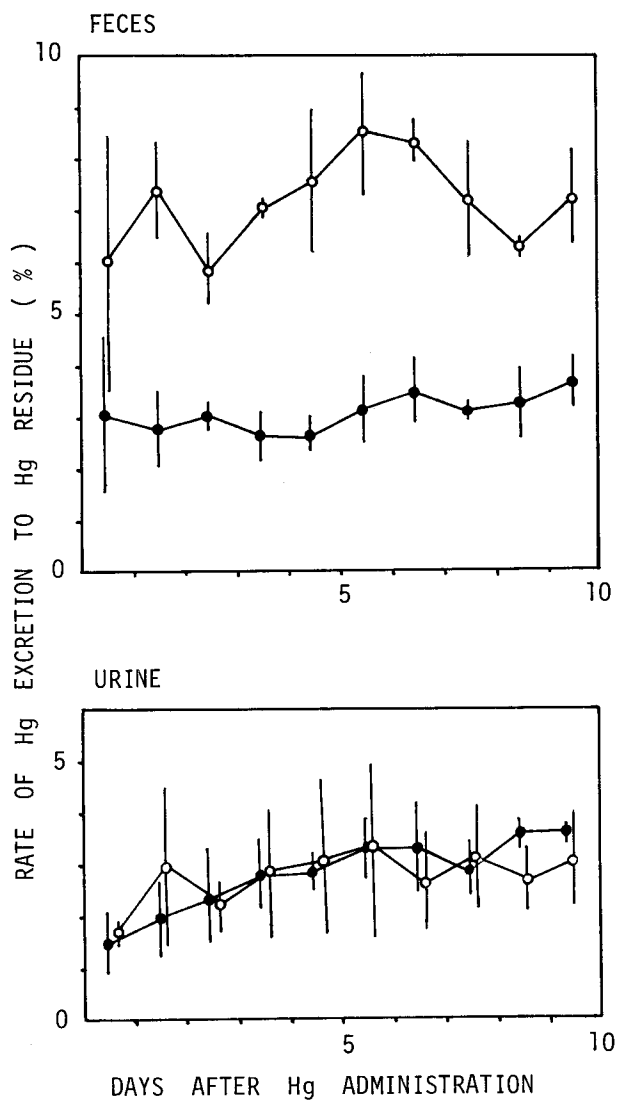 FECES
10
5
0
5
10
RATE OF Hg EXCRETION TO Hg RESIDUE ( % )
URINE
5
0
5
10
DAYS AFTER Hg ADMINISTRATION